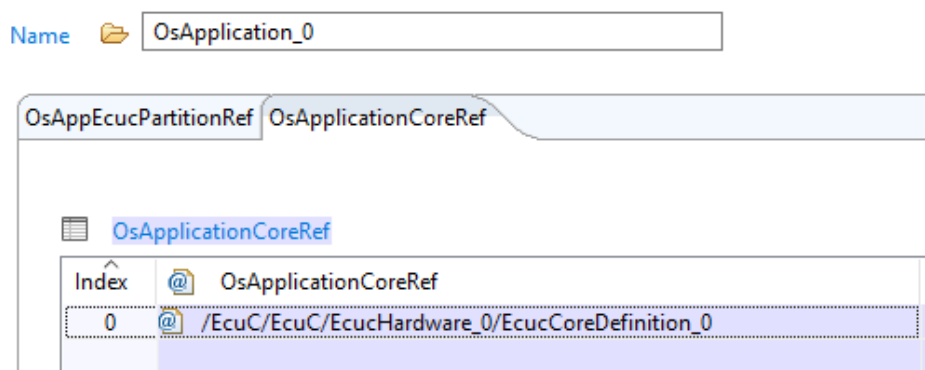 Name OsApplication_0
OsAppEcucPartitionRef OsApplicationCoreRef
OsApplicationCoreRef
Index OsApplicationCoreRef
0 /EcuC/EcuC/EcucHardware_0/EcucCoreDefinition_0